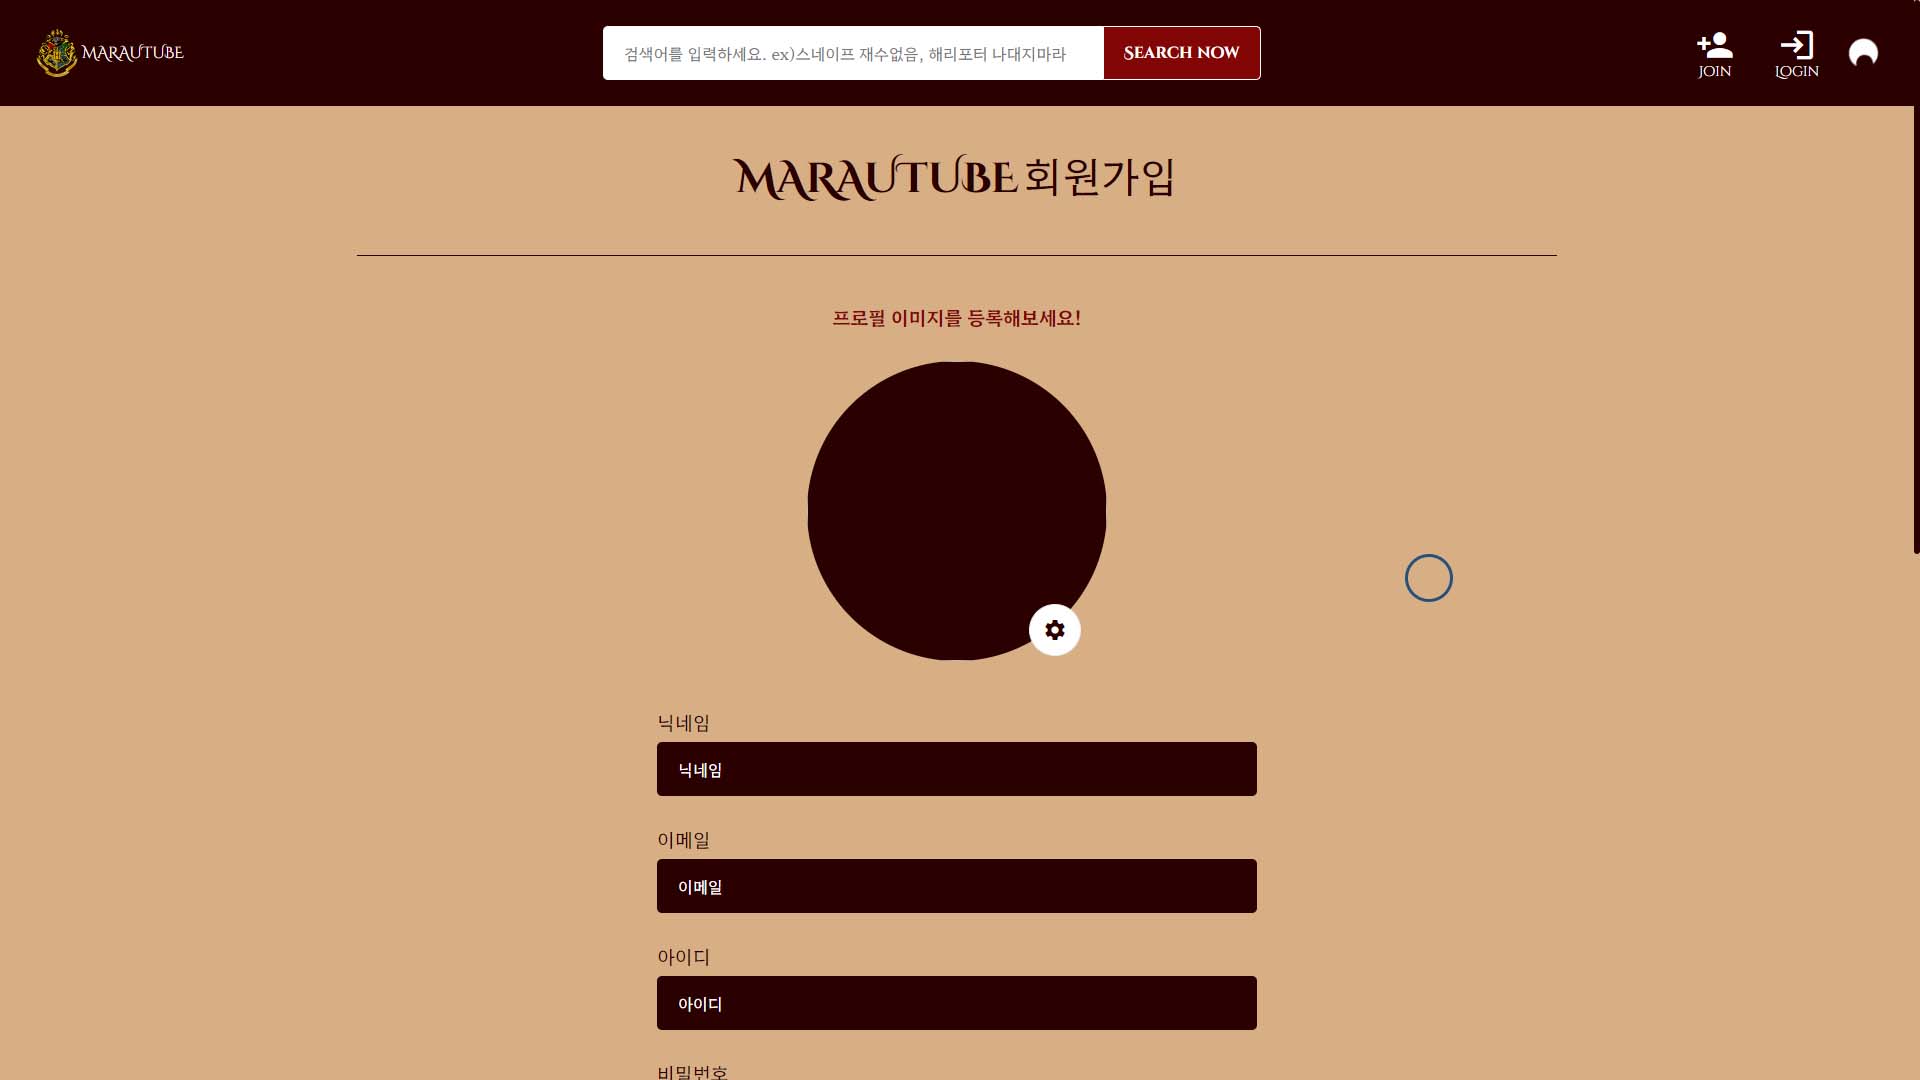 MARAUTUBE
검색어를 입력하세요. ex)스네이프 재수없음, 해리포터 나대지마라
SEARCH NOW
JOIN
LOGIN
MARAUTUBE 회원가입
프로필 이미지를 등록해보세요!
닉네임
닉네임
이메일
이메일
아이디
아이디
비밀번호